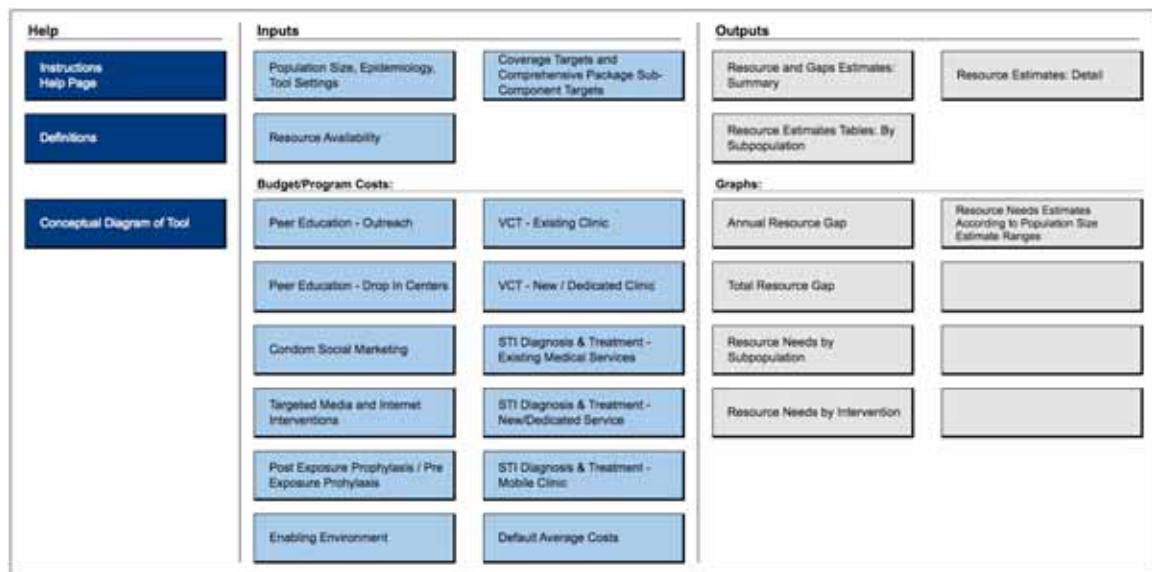 Help
Instructions
Help Page
Definitions
Conceptual Diagram of Tool
Inputs
Population Size, Epidemiology,
Tool Settings
Coverage Targets and
Comprehensive Package Sub-
Component Targets
Resource Availability
Budget/Program Costs:
Peer Education - Outreach
VCT - Existing Clinic
Peer Education - Drop In Centers
VCT - New / Dedicated Clinic
Condom Social Marketing
STI Diagnosis & Treatment -
Existing Medical Services
Targeted Media and Internet
Interventions
STI Diagnosis & Treatment -
New/Dedicated Service
Post Exposure Prophylaxis / Pre
Exposure Prohylaxis
STI Diagnosis & Treatment -
Mobile Clinic
Enabling Environment
Default Average Costs
Outputs
Resource and Gaps Estimates:
Summary
Resource Estimates: Detail
Resource Estimates Tables: By
Subpopulation
Graphs:
Annual Resource Gap
Resource Needs Estimates
According to Population Size
Estimate Ranges
Total Resource Gap
Resource Needs by
Subpopulation
Resource Needs by Intervention